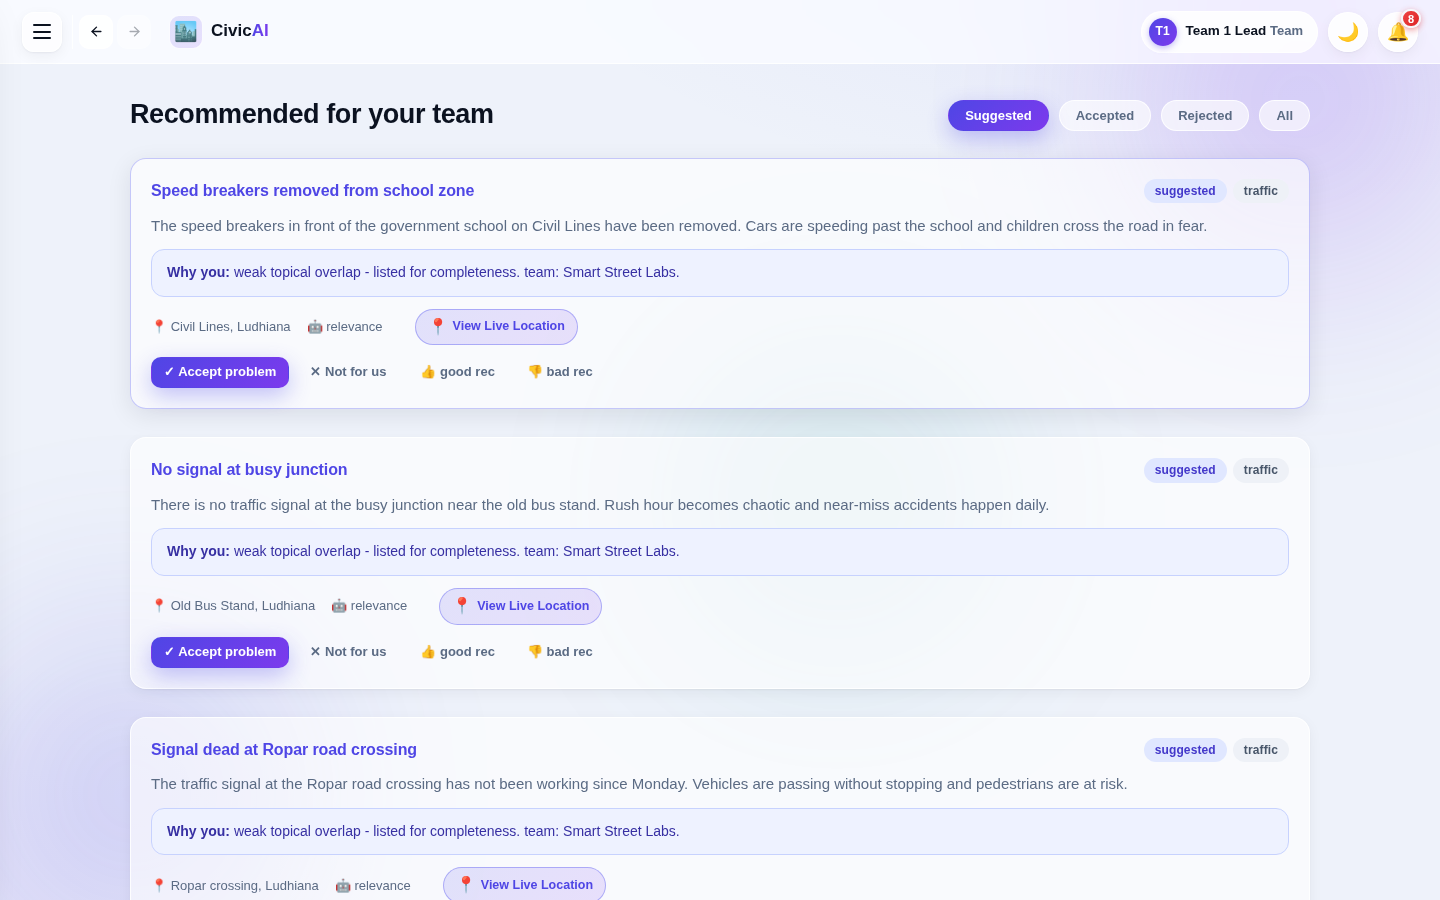 CivicAI
T1 Team 1 Lead Team
8
Recommended for your team
Suggested Accepted Rejected All
Speed breakers removed from school zone
suggested traffic
The speed breakers in front of the government school on Civil Lines have been removed. Cars are speeding past the school and children cross the road in fear.
Why you: weak topical overlap - listed for completeness. team: Smart Street Labs.
📍 Civil Lines, Ludhiana 🤖 relevance 📍 View Live Location
✓ Accept problem ✕ Not for us 👍 good rec 👎 bad rec
No signal at busy junction
suggested traffic
There is no traffic signal at the busy junction near the old bus stand. Rush hour becomes chaotic and near-miss accidents happen daily.
Why you: weak topical overlap - listed for completeness. team: Smart Street Labs.
📍 Old Bus Stand, Ludhiana 🤖 relevance 📍 View Live Location
✓ Accept problem ✕ Not for us 👍 good rec 👎 bad rec
Signal dead at Ropar road crossing
suggested traffic
The traffic signal at the Ropar road crossing has not been working since Monday. Vehicles are passing without stopping and pedestrians are at risk.
Why you: weak topical overlap - listed for completeness. team: Smart Street Labs.
📍 Ropar crossing, Ludhiana 🤖 relevance 📍 View Live Location